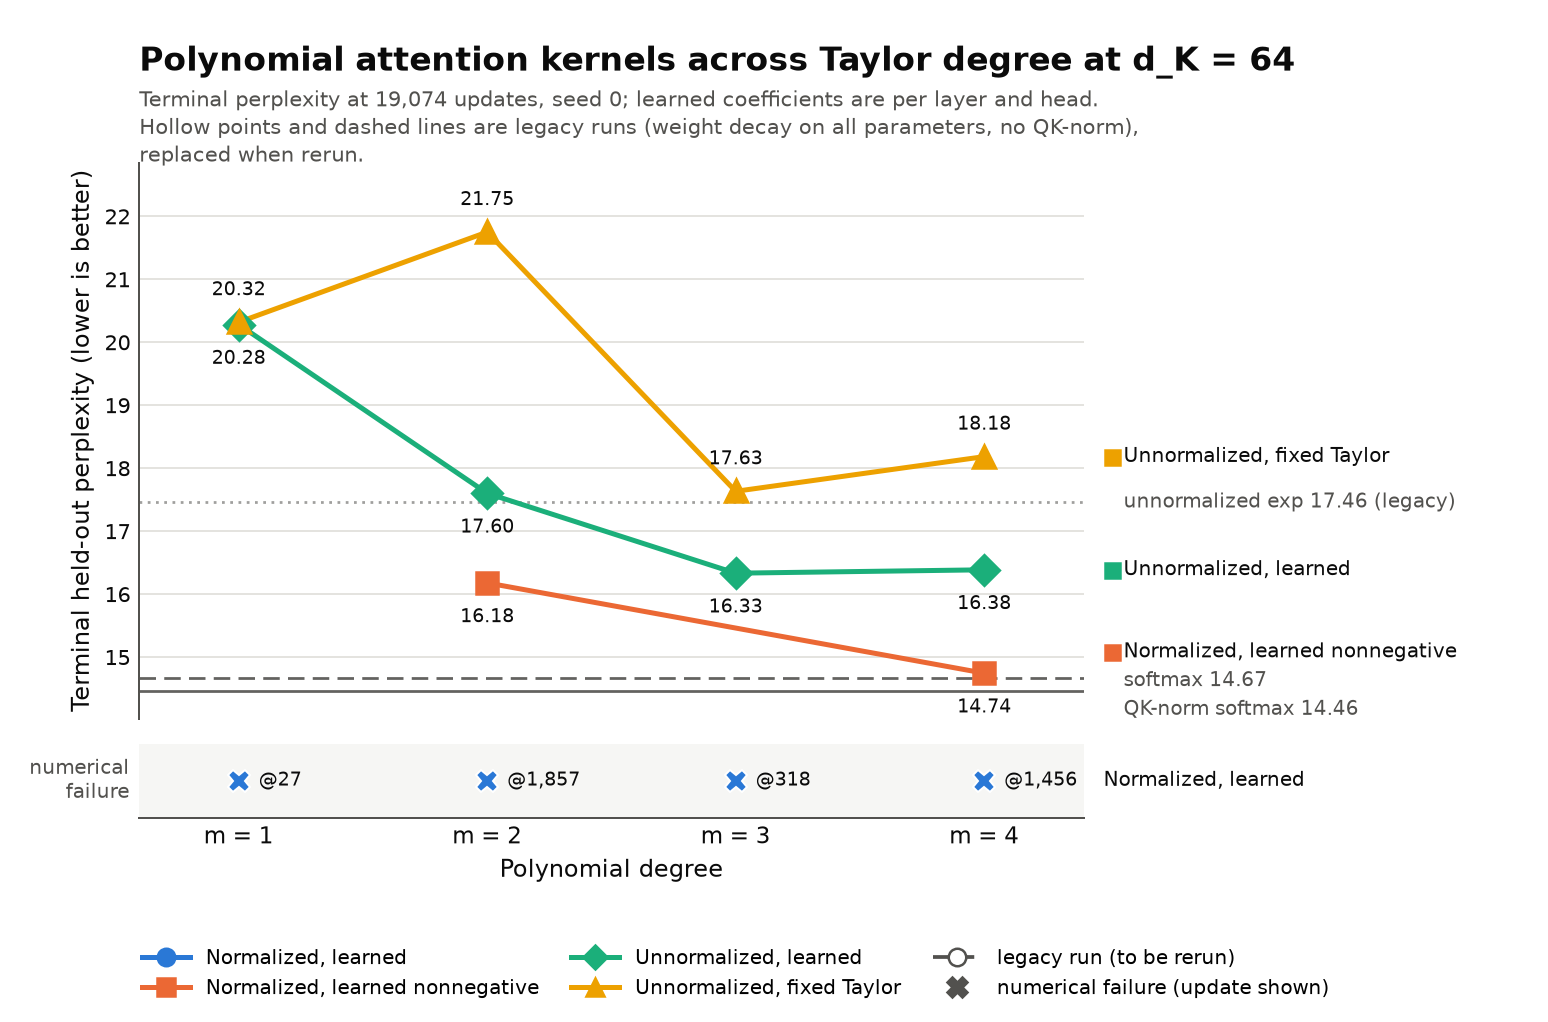 Polynomial attention kernels across Taylor degree at d_K = 64
Terminal perplexity at 19,074 updates, seed 0; learned coefficients are per layer and head.
Hollow points and dashed lines are legacy runs (weight decay on all parameters, no QK-norm),
replaced when rerun.
Terminal held-out perplexity (lower is better)
22
21
20
19
18
17
16
15
21.75
20.32
20.28
18.18
17.63
17.60
16.18
16.33
16.38
14.74
Unnormalized, fixed Taylor
unnormalized exp 17.46 (legacy)
Unnormalized, learned
Normalized, learned nonnegative
softmax 14.67
QK-norm softmax 14.46
numerical
failure
@27
@1,857
@318
@1,456
Normalized, learned
m = 1
m = 2
m = 3
m = 4
Polynomial degree
Normalized, learned
Normalized, learned nonnegative
Unnormalized, learned
Unnormalized, fixed Taylor
legacy run (to be rerun)
numerical failure (update shown)